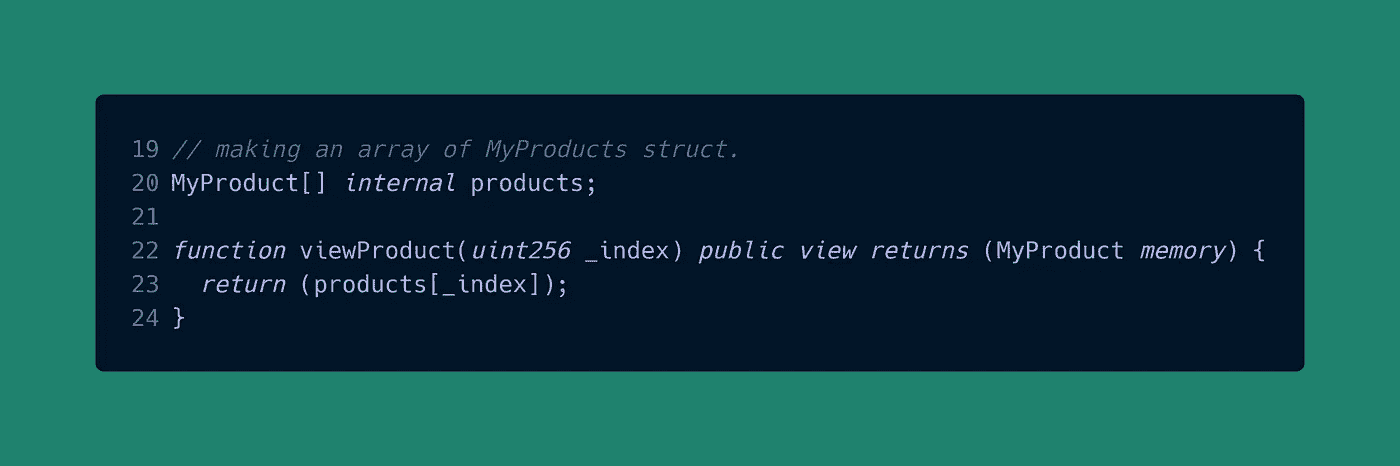 19 // making an array of MyProducts struct.
20 MyProduct[] internal products;
21
22 function viewProduct(uint256 _index) public view returns (MyProduct memory) {
23   return (products[_index]);
24 }